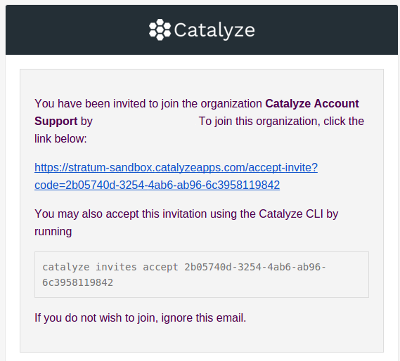 Catalyze
You have been invited to join the organization Catalyze Account
Support by To join this organization, click the
link below:
https://stratum-sandbox.catalyzeapps.com/accept-invite?
code=2b05740d-3254-4ab6-ab96-6c3958119842
You may also accept this invitation using the Catalyze CLI by
running
catalyze invites accept 2b05740d-3254-4ab6-ab96-
6c3958119842
If you do not wish to join, ignore this email.